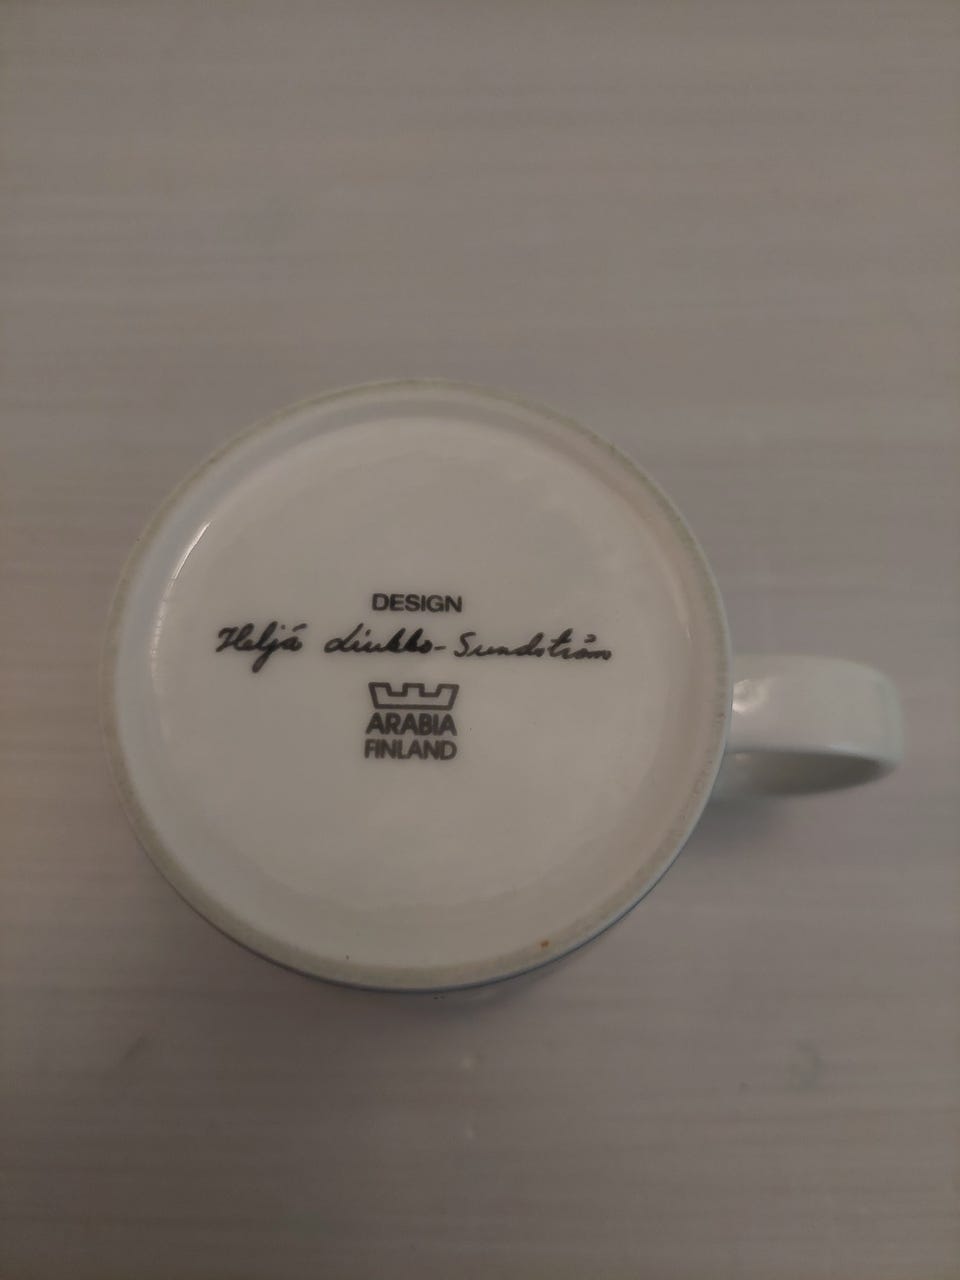 DESIGN
Heljä Liukko-Sundström
ARABIA
FINLAND